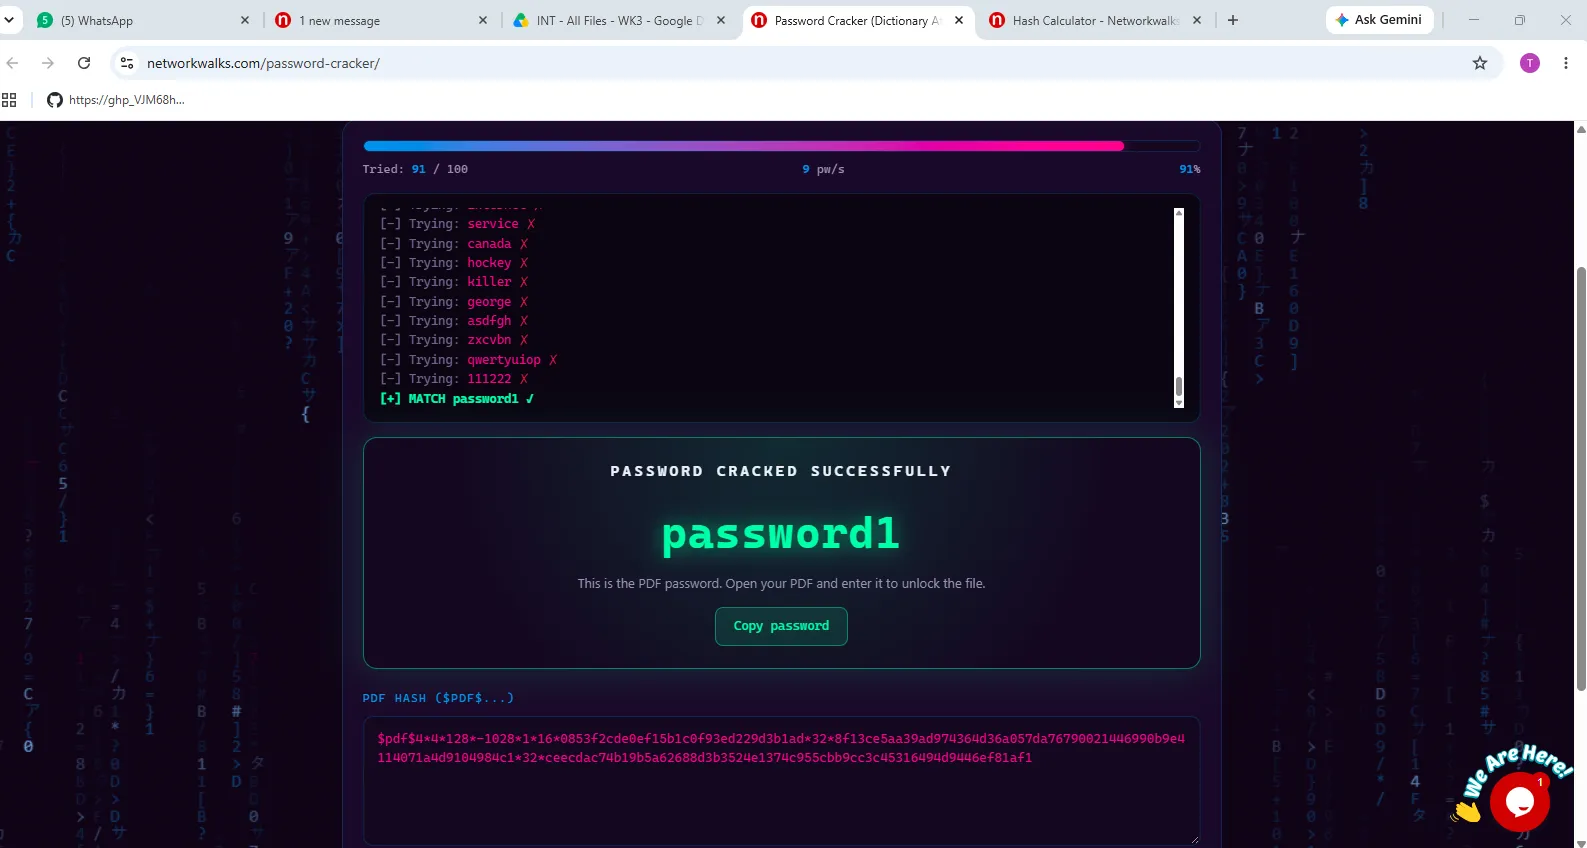 (5) WhatsApp
1 new message
INT - All Files - WK3 - Google D
Password Cracker (Dictionary A
Hash Calculator - Networkwalks
Ask Gemini
networkwalks.com/password-cracker/
T
https://ghp_VJM68h...
Tried: 91 / 100
9 pw/s
91%
[-] Trying: service ✗
[-] Trying: canada ✗
[-] Trying: hockey ✗
[-] Trying: killer ✗
[-] Trying: george ✗
[-] Trying: asdfgh ✗
[-] Trying: zxcvbn ✗
[-] Trying: qwertyuiop ✗
[-] Trying: 111222 ✗
[+] MATCH password1 ✓
PASSWORD CRACKED SUCCESSFULLY
password1
This is the PDF password. Open your PDF and enter it to unlock the file.
Copy password
PDF HASH ($PDF$...)
$pdf$4*4*128*-1028*1*16*0853f2cde0ef15b1c0f93ed229d3b1ad*32*8f13ce5aa39ad974364d36a057da76790021446990b9e4
114071a4d9104984c1*32*ceecdac74b19b5a62688d3b3524e1374c955cbb9cc3c45316494d9446ef81af1
We Are Here!
1